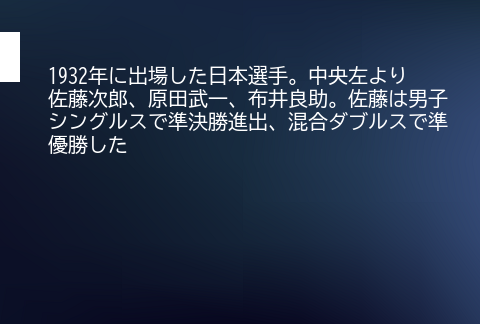 1932年に出場した日本選手。中央左より
佐藤次郎、原田武一、布井良助。佐藤は男子
シングルスで準決勝進出、混合ダブルスで準
優勝した